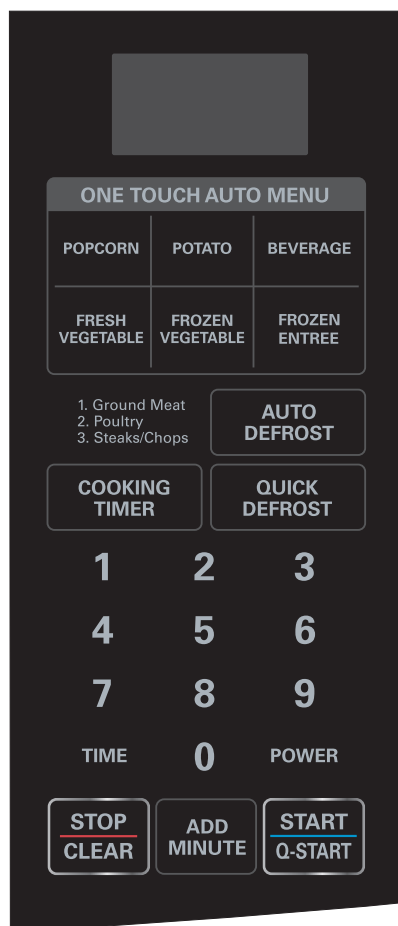 ONE TOUCH AUTO MENU
POPCORN
POTATO
BEVERAGE
FRESH
VEGETABLE
FROZEN
VEGETABLE
FROZEN
ENTREE
1. Ground Meat
2. Poultry
3. Steaks/Chops
AUTO
DEFROST
COOKING
TIMER
QUICK
DEFROST
1 2 3
4 5 6
7 8 9
TIME 0 POWER
STOP
CLEAR
ADD
MINUTE
START
Q-START